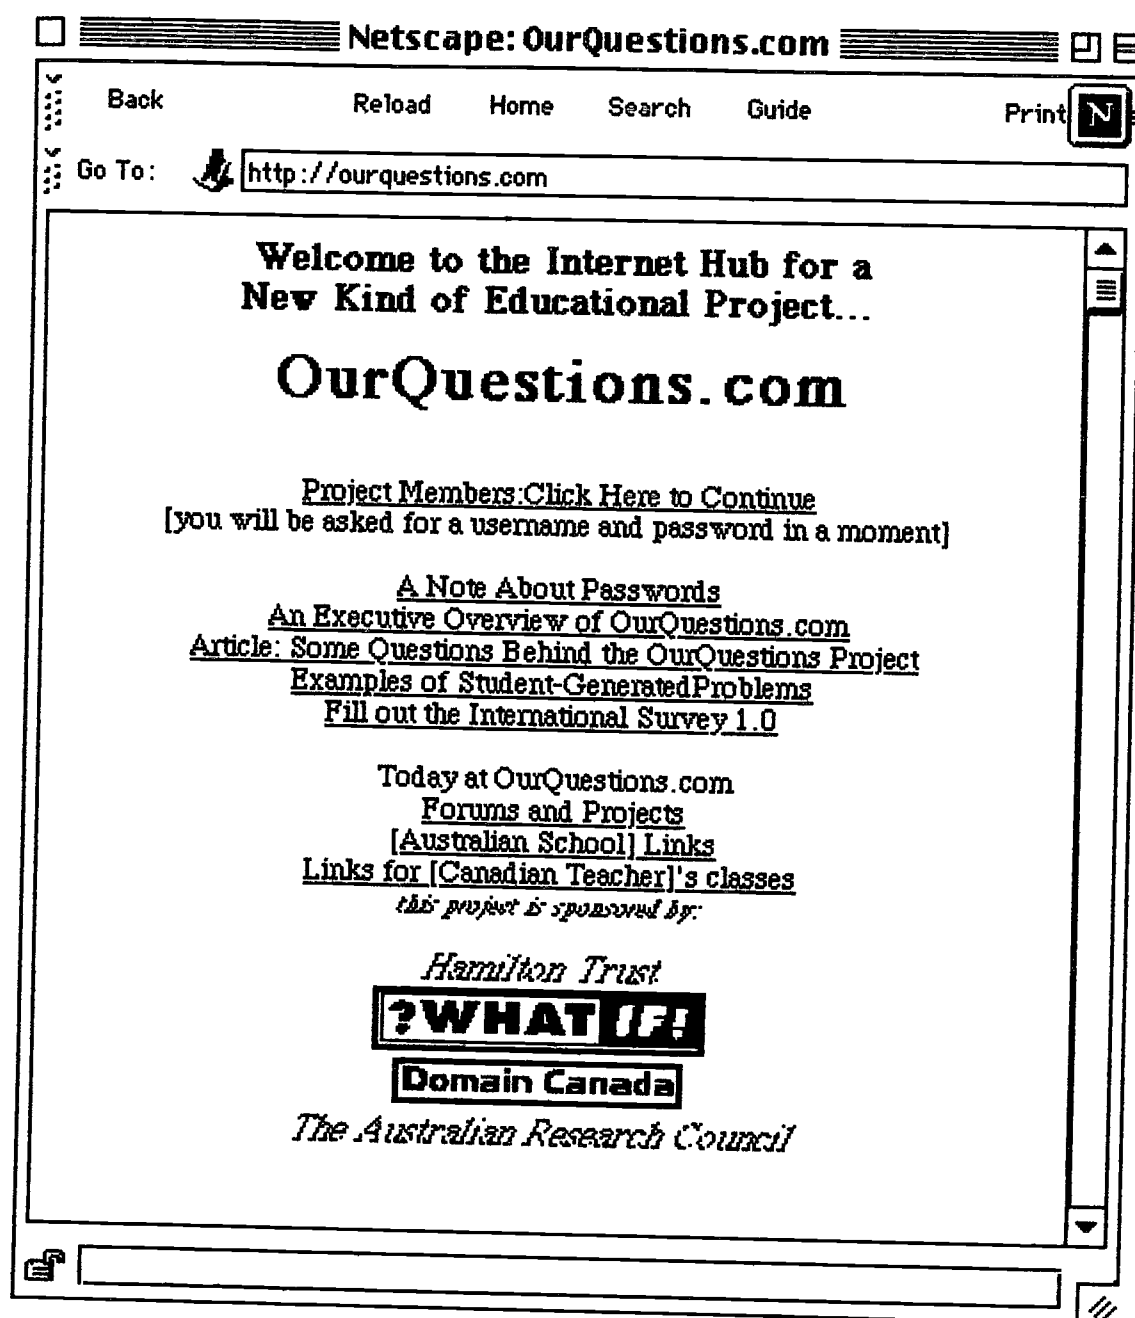 Netscape: OurQuestions.com
Back Reload Home Search Guide Print N
Go To: http://ourquestions.com
Welcome to the Internet Hub for a
New Kind of Educational Project...
OurQuestions.com
Project Members:Click Here to Continue
[you will be asked for a username and password in a moment]
A Note About Passwords
An Executive Overview of OurQuestions.com
Article: Some Questions Behind the OurQuestions Project
Examples of Student-GeneratedProblems
Fill out the International Survey 1.0
Today at OurQuestions.com
Forums and Projects
[Australian School] Links
Links for [Canadian Teacher]'s classes
this project is sponsored by:
Hamilton Trust
?WHAT IF!
Domain Canada
The Australian Research Council